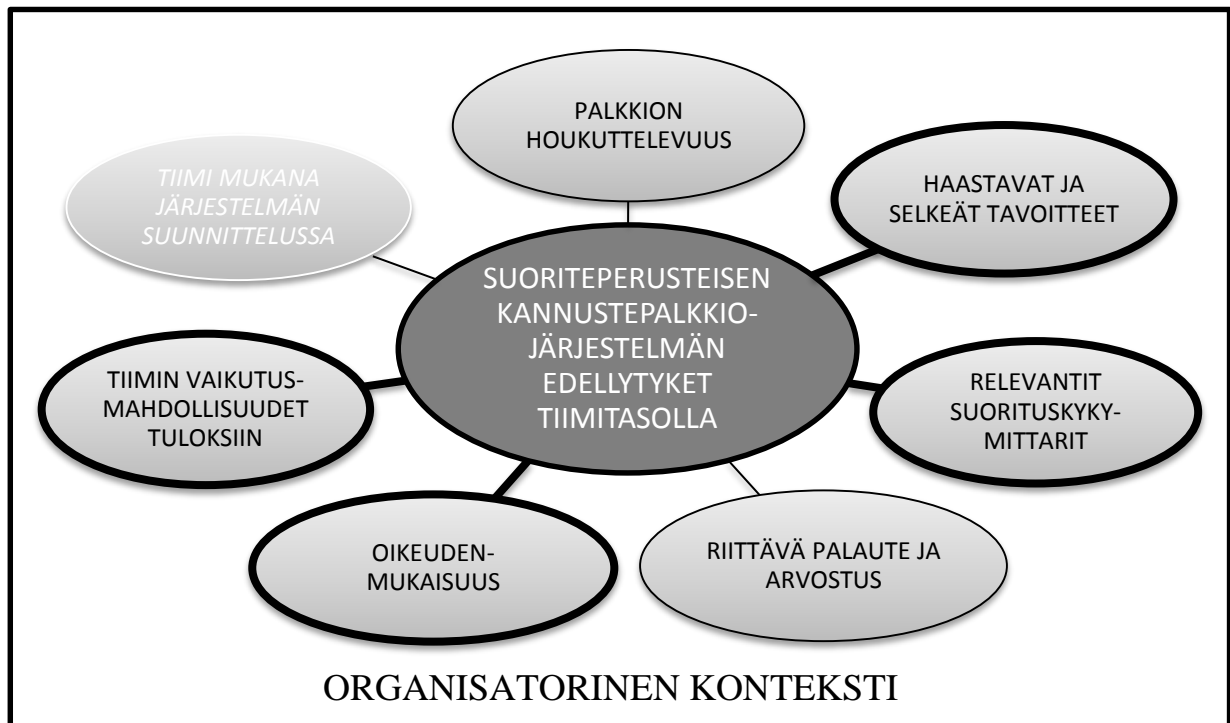 PALKKION
HOUKUTTELEVUUS
TIIMI MUKANA
JÄRJESTELMÄN
SUUNNITTELUSSA
HAASTAVAT JA
SELKEÄT TAVOITTEET
SUORITEPERUSTEISEN
KANNUSTEPALKKIO-
JÄRJESTELMÄN
EDELLYTYKET
TIIMITASOLLA
TIIMIN VAIKUTUS-
MAHDOLLISUUDET
TULOKSIIN
RELEVANTIT
SUORITUSKYKY-
MITTARIT
OIKEUDEN-
MUKAISUUS
RIITTÄVÄ PALAUTE JA
ARVOSTUS
ORGANISATORINEN KONTEKSTI